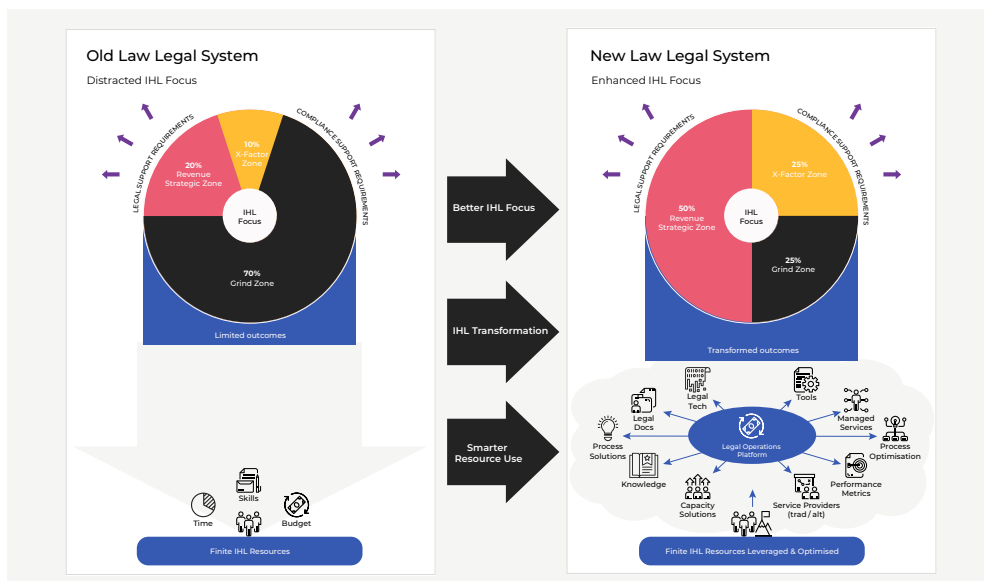 Old Law Legal System
Distracted IHL Focus
LEGAL SUPPORT REQUIREMENTS
COMPLIANCE SUPPORT REQUIREMENTS
10%
X-Factor
Zone
20%
Revenue
Strategic Zone
IHL
Focus
70%
Grind Zone
Limited outcomes
Skills
Time
Budget
Finite IHL Resources
Better IHL Focus
IHL Transformation
Smarter
Resource Use
New Law Legal System
Enhanced IHL Focus
LEGAL SUPPORT REQUIREMENTS
COMPLIANCE SUPPORT REQUIREMENTS
25%
X-Factor Zone
50%
Revenue
Strategic Zone
IHL
Focus
25%
Grind Zone
Transformed outcomes
Legal
Tech
Tools
Legal
Docs
Managed
Services
Process
Solutions
Legal Operations
Platform
Process
Optimisation
Knowledge
Performance
Metrics
Capacity
Solutions
Service Providers
(trad / alt)
Finite IHL Resources Leveraged & Optimised